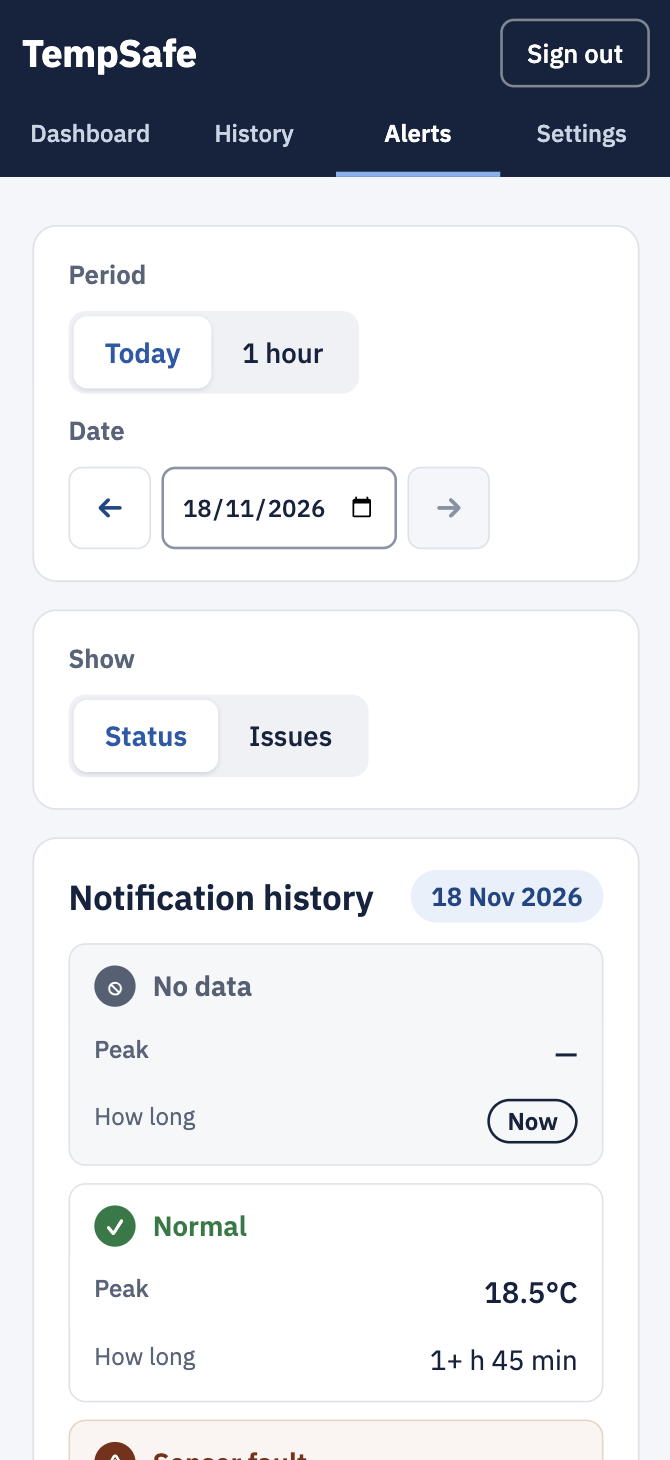 TempSafe
Sign out
Dashboard History Alerts Settings
Period
Today 1 hour
Date
18/11/2026
Show
Status Issues
Notification history 18 Nov 2026
No data
Peak —
How long Now
Normal
Peak 18.5°C
How long 1+ h 45 min
Sensor fault